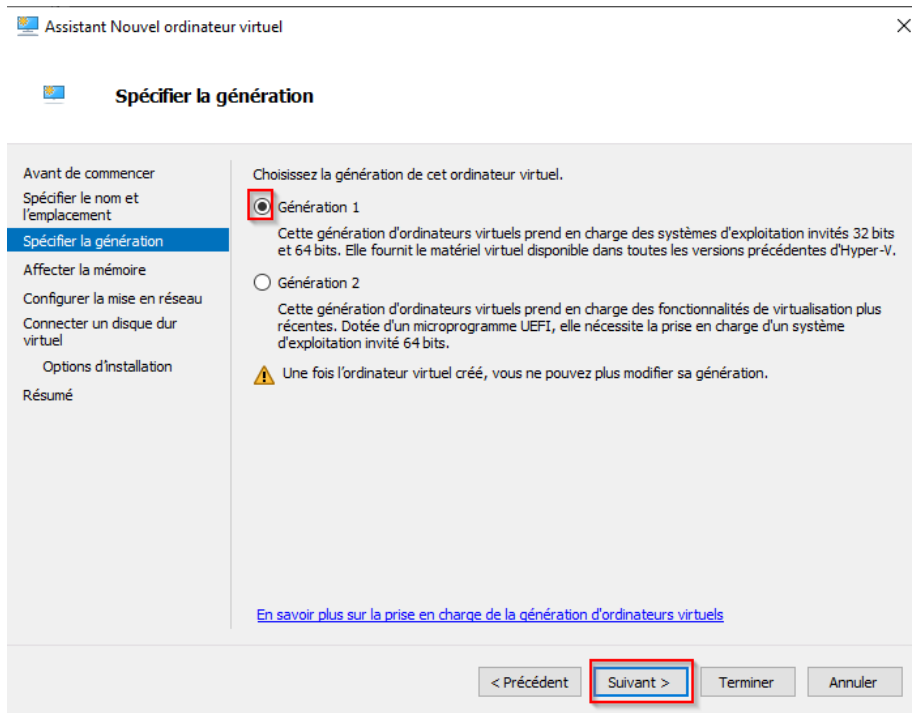 Assistant Nouvel ordinateur virtuel
Spécifier la génération
Avant de commencer
Spécifier le nom et
l'emplacement
Spécifier la génération
Affecter la mémoire
Configurer la mise en réseau
Connecter un disque dur
virtuel
Options d'installation
Résumé
Choisissez la génération de cet ordinateur virtuel.
Génération 1
Cette génération d'ordinateurs virtuels prend en charge des systèmes d'exploitation invités 32 bits
et 64 bits. Elle fournit le matériel virtuel disponible dans toutes les versions précédentes d'Hyper-V.
Génération 2
Cette génération d'ordinateurs virtuels prend en charge des fonctionnalités de virtualisation plus
récentes. Dotée d'un microprogramme UEFI, elle nécessite la prise en charge d'un système
d'exploitation invité 64 bits.
Une fois l'ordinateur virtuel créé, vous ne pouvez plus modifier sa génération.
En savoir plus sur la prise en charge de la génération d'ordinateurs virtuels
< Précédent
Suivant >
Terminer
Annuler